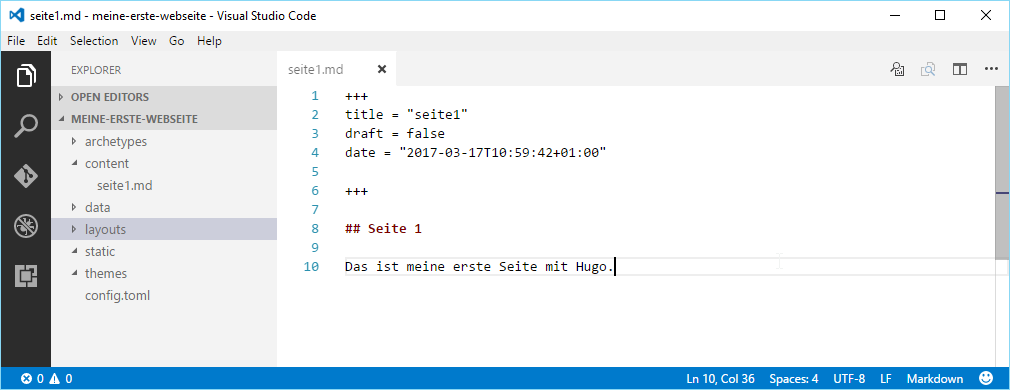 seite1.md - meine-erste-webseite - Visual Studio Code
File Edit Selection View Go Help
EXPLORER
OPEN EDITORS
MEINE-ERSTE-WEBSEITE
archetypes
content
seite1.md
data
layouts
static
themes
config.toml
seite1.md
1 +++
2 title = "seite1"
3 draft = false
4 date = "2017-03-17T10:59:42+01:00"
5
6 +++
7
8 ## Seite 1
9
10 Das ist meine erste Seite mit Hugo.
0 0 Ln 10, Col 36 Spaces: 4 UTF-8 LF Markdown